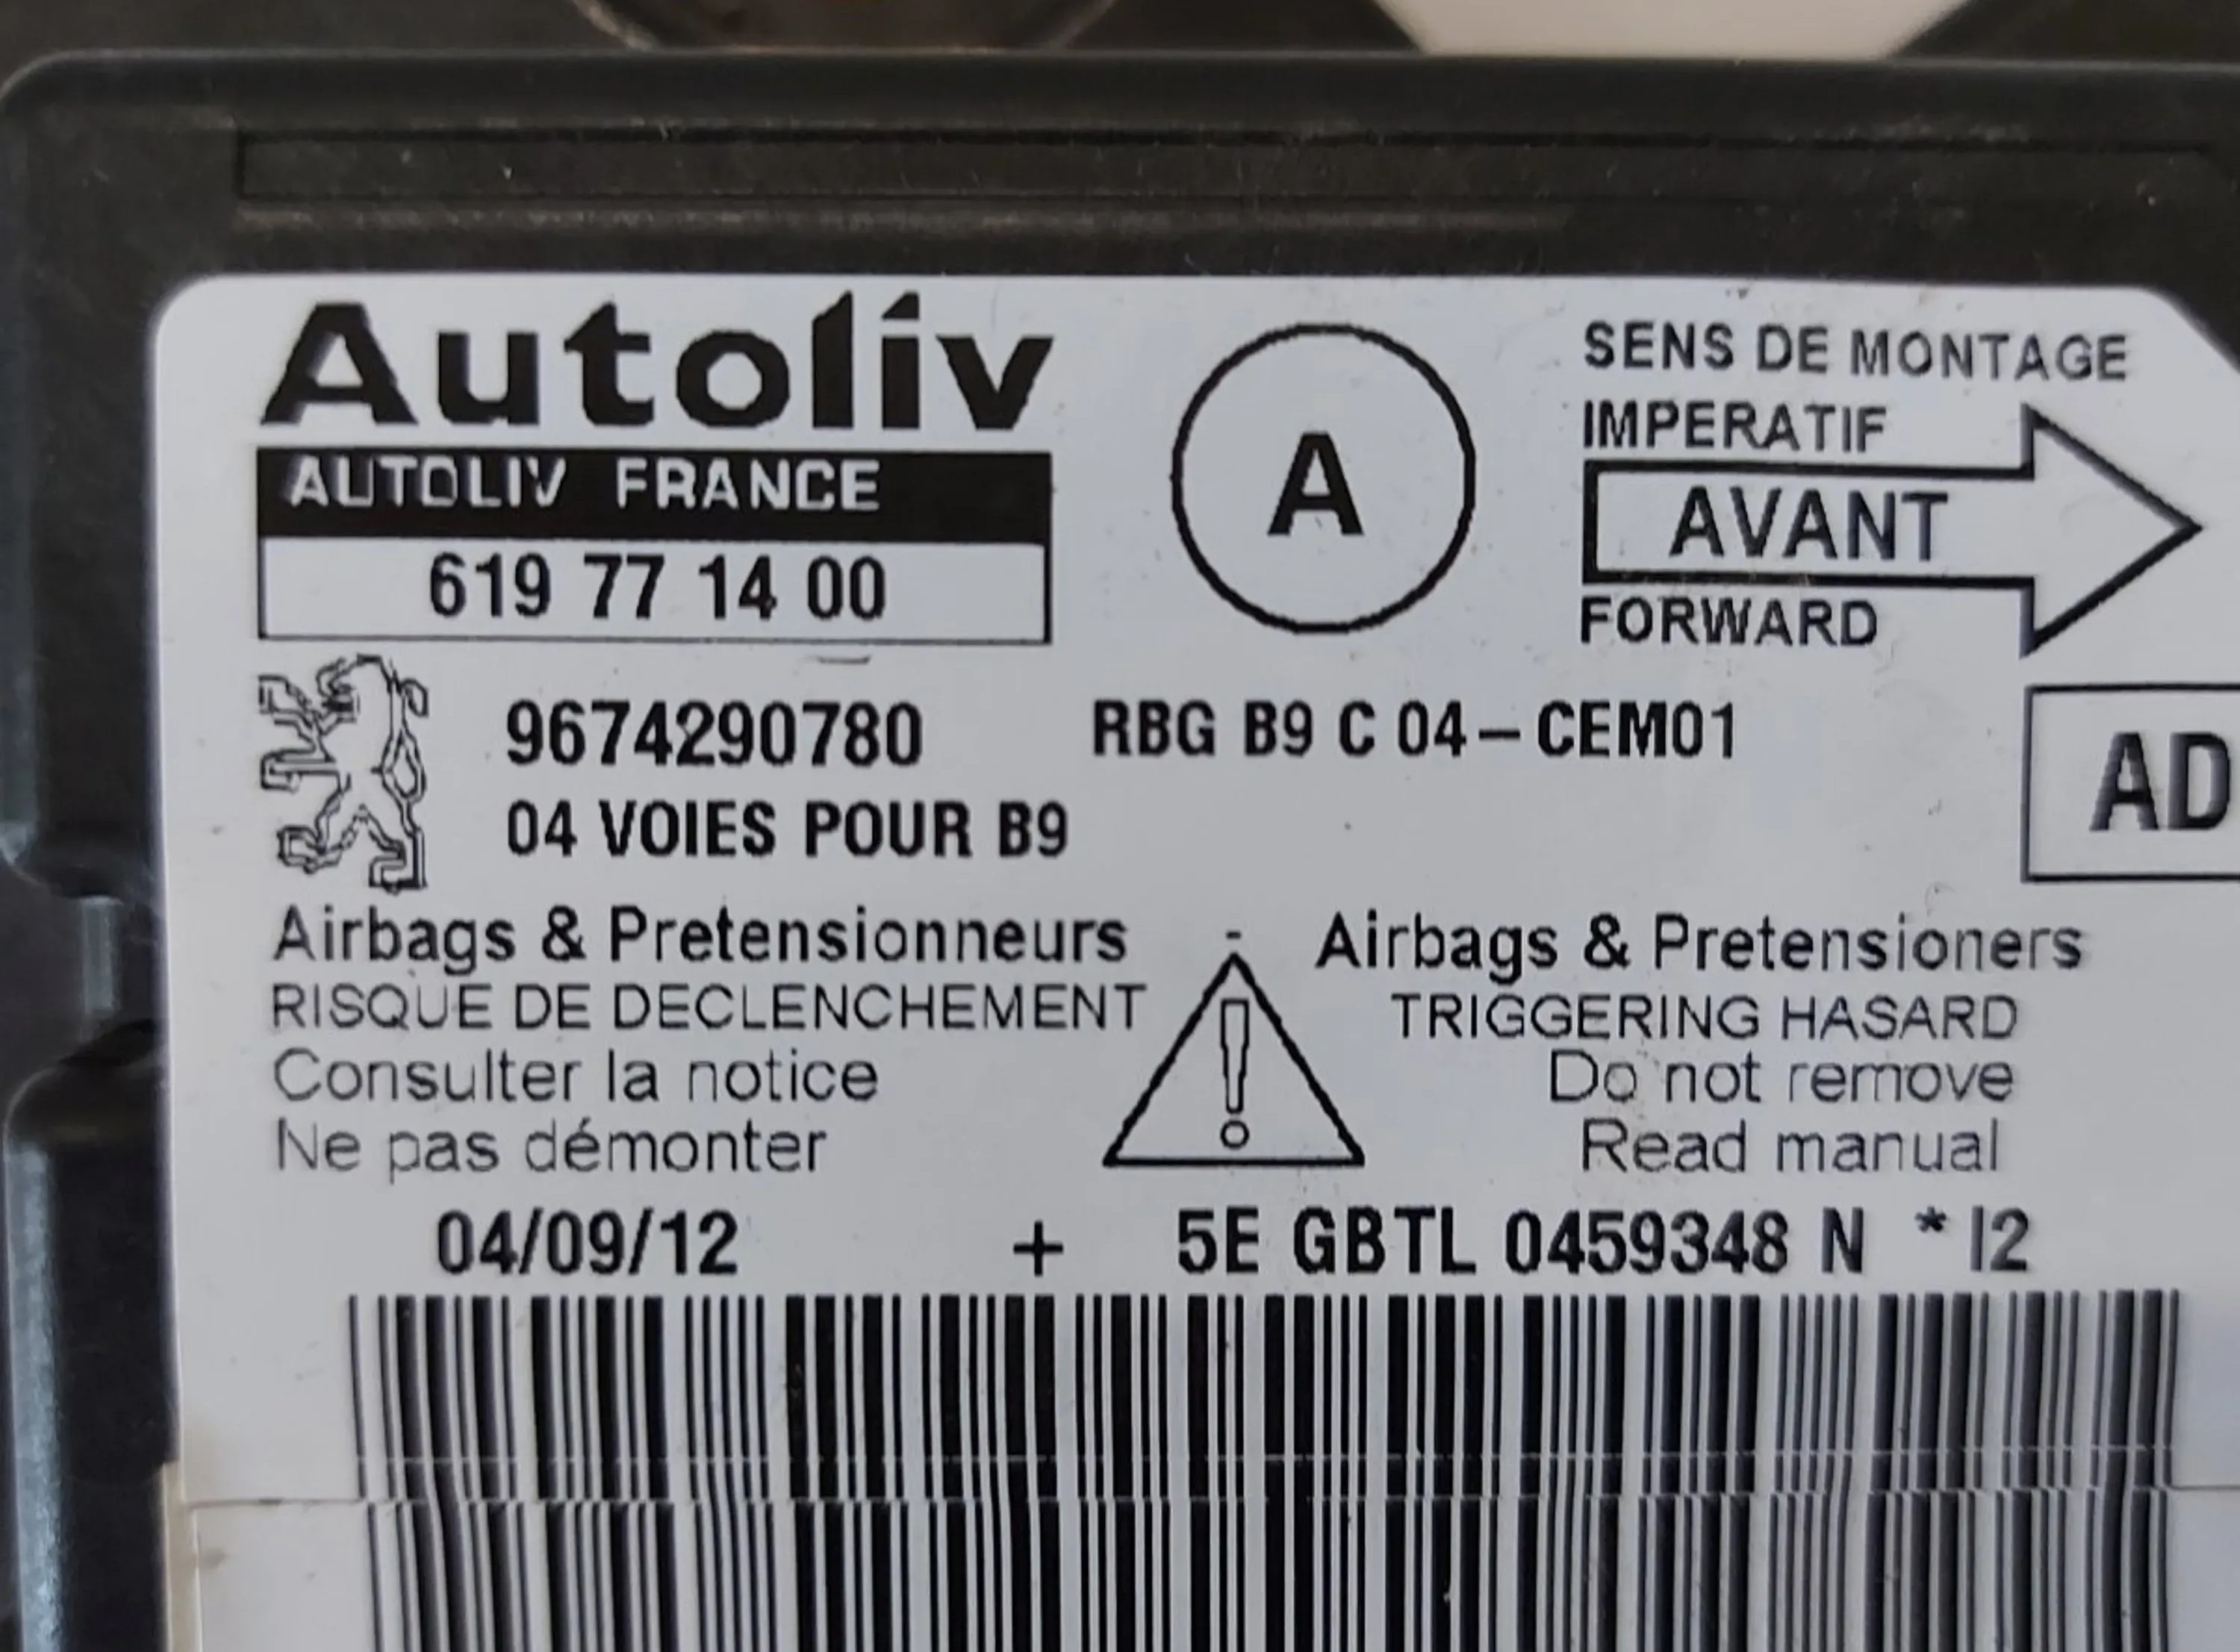 Autoliv
AUTOLIV FRANCE
619 77 14 00
A
SENS DE MONTAGE
IMPERATIF
AVANT
FORWARD
9674290780
RBG B9 C 04-CEM01
AD
04 VOIES POUR B9
Airbags & Pretensionneurs
RISQUE DE DECLENCHEMENT
Consulter la notice
Ne pas démonter
Airbags & Pretensioners
TRIGGERING HASARD
Do not remove
Read manual
04/09/12 + 5E GBTL 0459348 N * I2